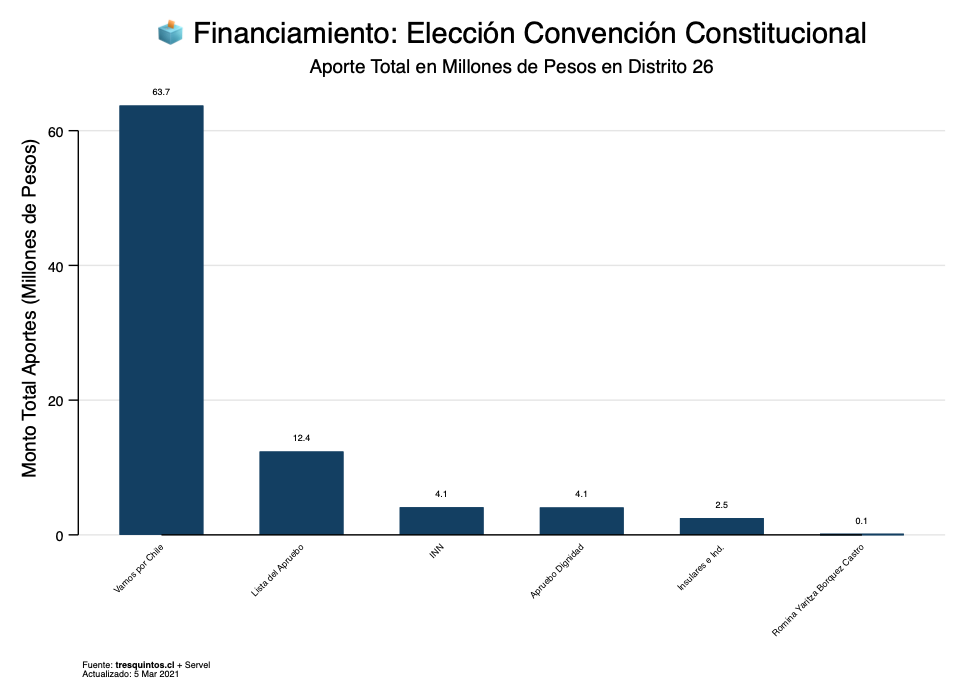 Financiamiento: Elección Convención Constitucional
Aporte Total en Millones de Pesos en Distrito 26
Monto Total Aportes (Millones de Pesos)
60
40
20
0
63.7
12.4
4.1
4.1
2.5
0.1
Vamos por Chile
Lista del Apruebo
INN
Apruebo Dignidad
Insulares e Ind.
Romina Yaritza Borquez Castro
Fuente: tresquintos.cl + Servel
Actualizado: 5 Mar 2021